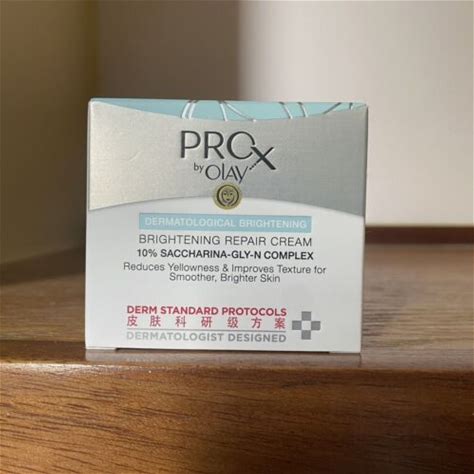 PROX
by OLAY
DERMATOLOGICAL BRIGHTENING
BRIGHTENING REPAIR CREAM
10% SACCHARINA-GLY-N COMPLEX
Reduces Yellowness & Improves Texture for
Smoother, Brighter Skin
DERM STANDARD PROTOCOLS
皮肤科研级方案
DERMATOLOGIST DESIGNED